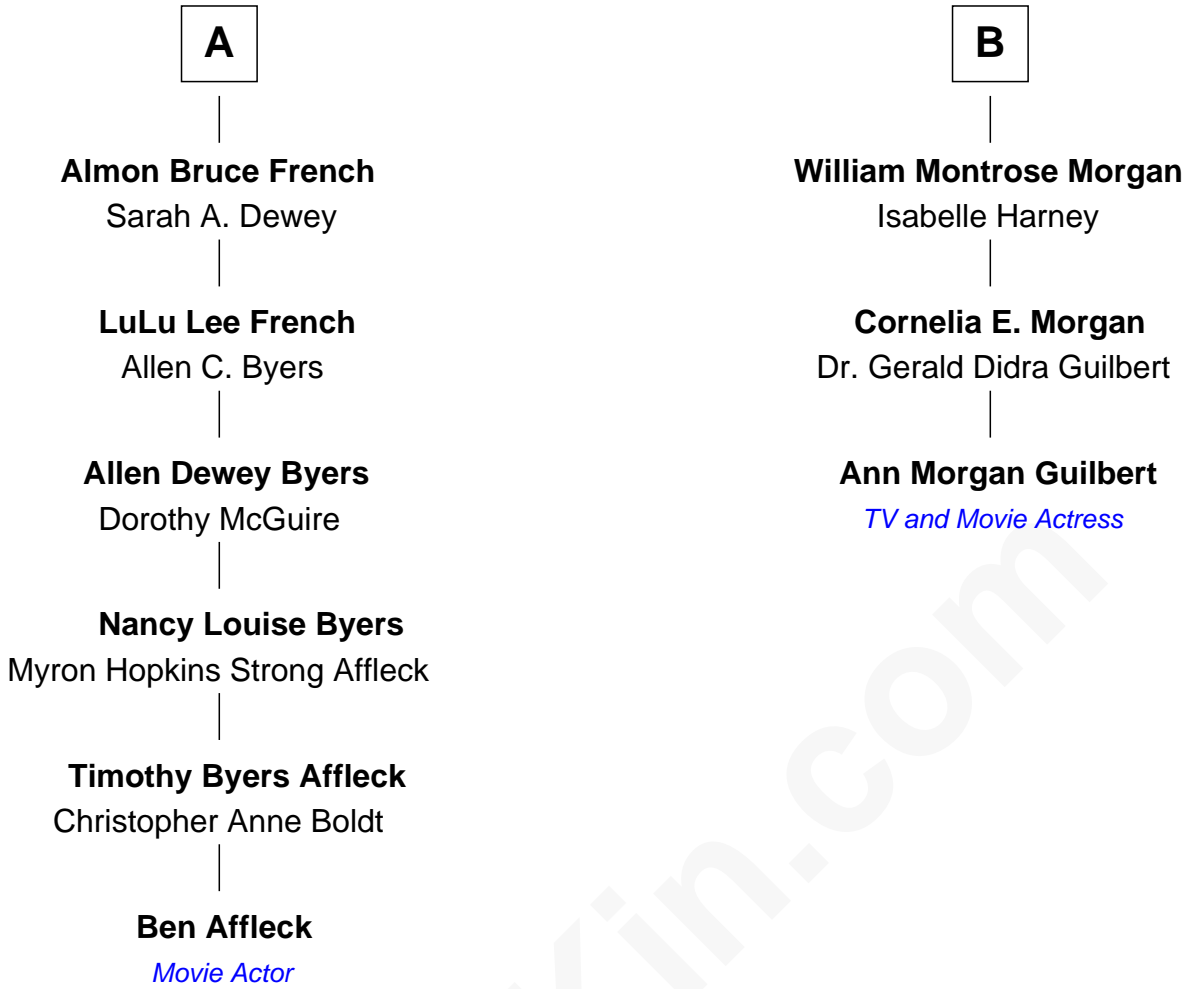 A
Almon Bruce French
Sarah A. Dewey
LuLu Lee French
Allen C. Byers
Allen Dewey Byers
Dorothy McGuire
Nancy Louise Byers
Myron Hopkins Strong Affleck
Timothy Byers Affleck
Christopher Anne Boldt
Ben Affleck
Movie Actor
B
William Montrose Morgan
Isabelle Harney
Cornelia E. Morgan
Dr. Gerald Didra Guilbert
Ann Morgan Guilbert
TV and Movie Actress
Kin.com